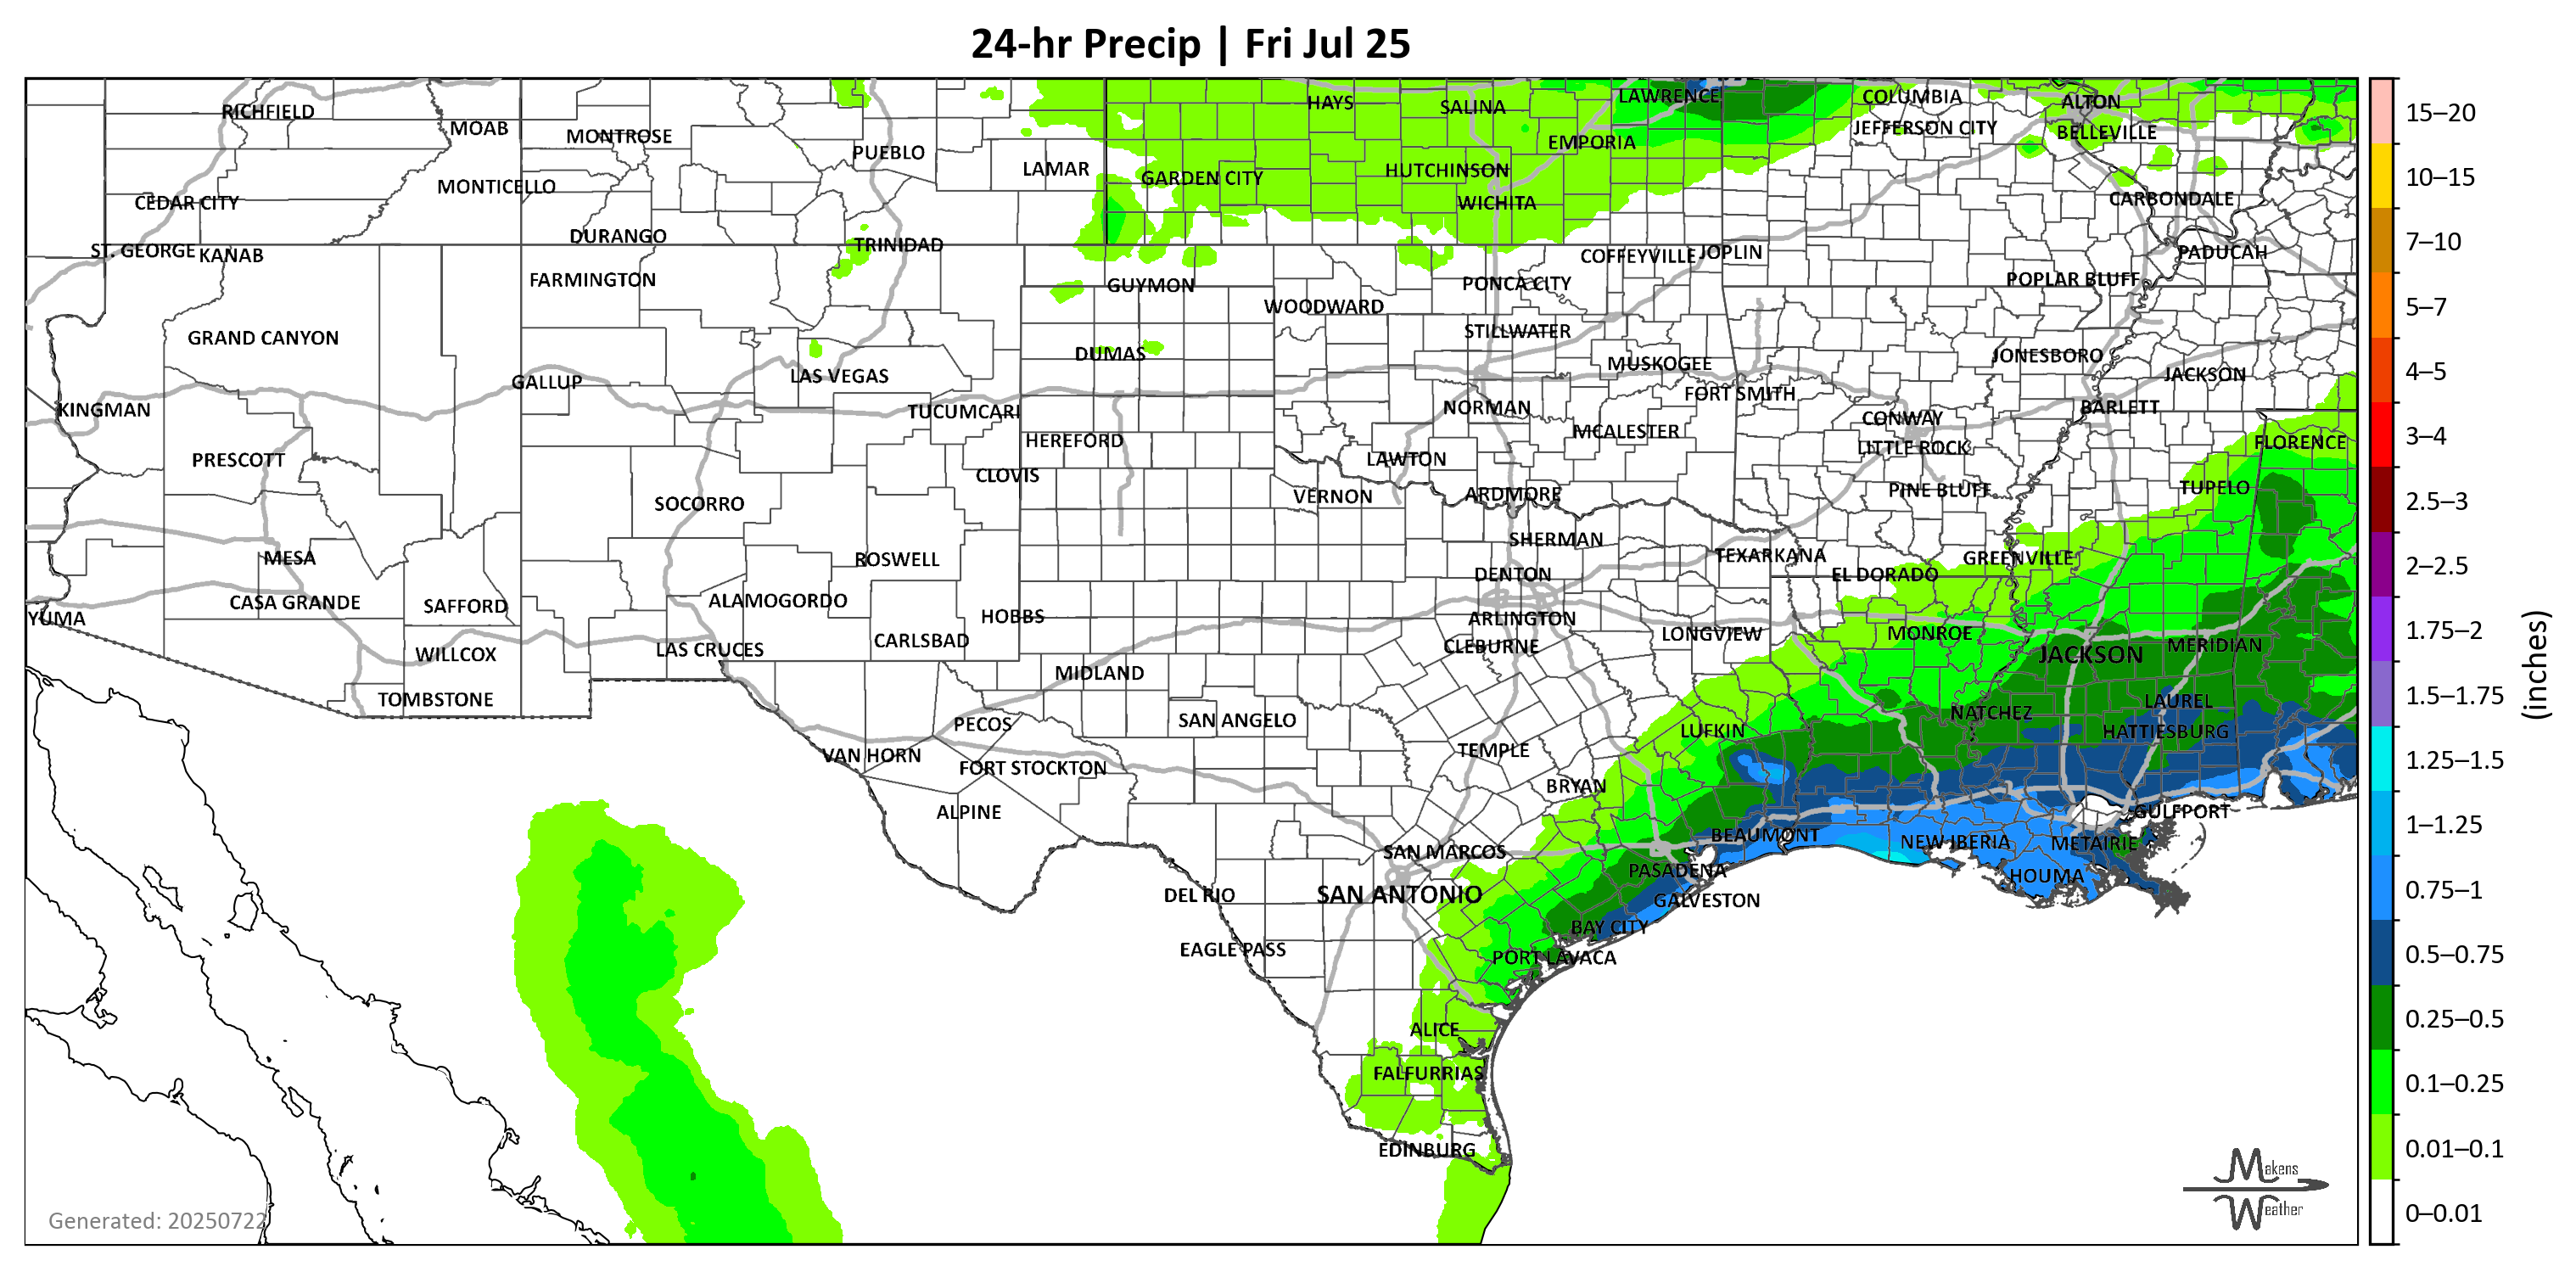 24-hr Precip | Fri Jul 25
RICHFIELD
MOAB
MONTROSE
PUEBLO
LAMAR
HAYS
SALINA
LAWRENCE
EMPORIA
COLUMBIA
ALTON
JEFFERSON CITY
BELLEVILLE
CEDAR CITY
MONTICELLO
GARDEN CITY
HUTCHINSON
WICHITA
CARBONDALE
ST. GEORGE
KANAB
DURANGO
TRINIDAD
COFFEYVILLE
JOPLIN
PADUCAH
FARMINGTON
GUYMON
WOODWARD
PONCA CITY
POPLAR BLUFF
GRAND CANYON
DUMAS
STILLWATER
MUSKOGEE
JONESBORO
JACKSON
GALLUP
LAS VEGAS
FORT SMITH
KINGMAN
TUCUMCARI
NORMAN
CONWAY
BARLETT
PRESCOTT
HEREFORD
MCALESTER
LITTLE ROCK
FLORENCE
CLOVIS
LAWTON
SOCORRO
VERNON
ARDMORE
PINE BLUFF
TUPELO
MESA
ROSWELL
SHERMAN
TEXARKANA
GREENVILLE
DENTON
EL DORADO
YUMA
CASA GRANDE
SAFFORD
ALAMOGORDO
HOBBS
ARLINGTON
WILLCOX
LAS CRUCES
CARLSBAD
CLEBURNE
LONGVIEW
MONROE
JACKSON
MERIDIAN
TOMBSTONE
MIDLAND
PECOS
SAN ANGELO
LUFKIN
NATCHEZ
LAUREL
HATTIESBURG
VAN HORN
FORT STOCKTON
TEMPLE
BRYAN
ALPINE
SAN MARCOS
BEAUMONT
NEW IBERIA
METAIRIE
GULFPORT
DEL RIO
SAN ANTONIO
PASADENA
GALVESTON
HOUMA
EAGLE PASS
BAY CITY
PORT LAVACA
ALICE
FALFURRIAS
EDINBURG
15–20
10–15
7–10
5–7
4–5
3–4
2.5–3
2–2.5
1.75–2
1.5–1.75
1.25–1.5
1–1.25
0.75–1
0.5–0.75
0.25–0.5
0.1–0.25
0.01–0.1
0–0.01
(inches)
Generated: 20250722
Makens
Weather